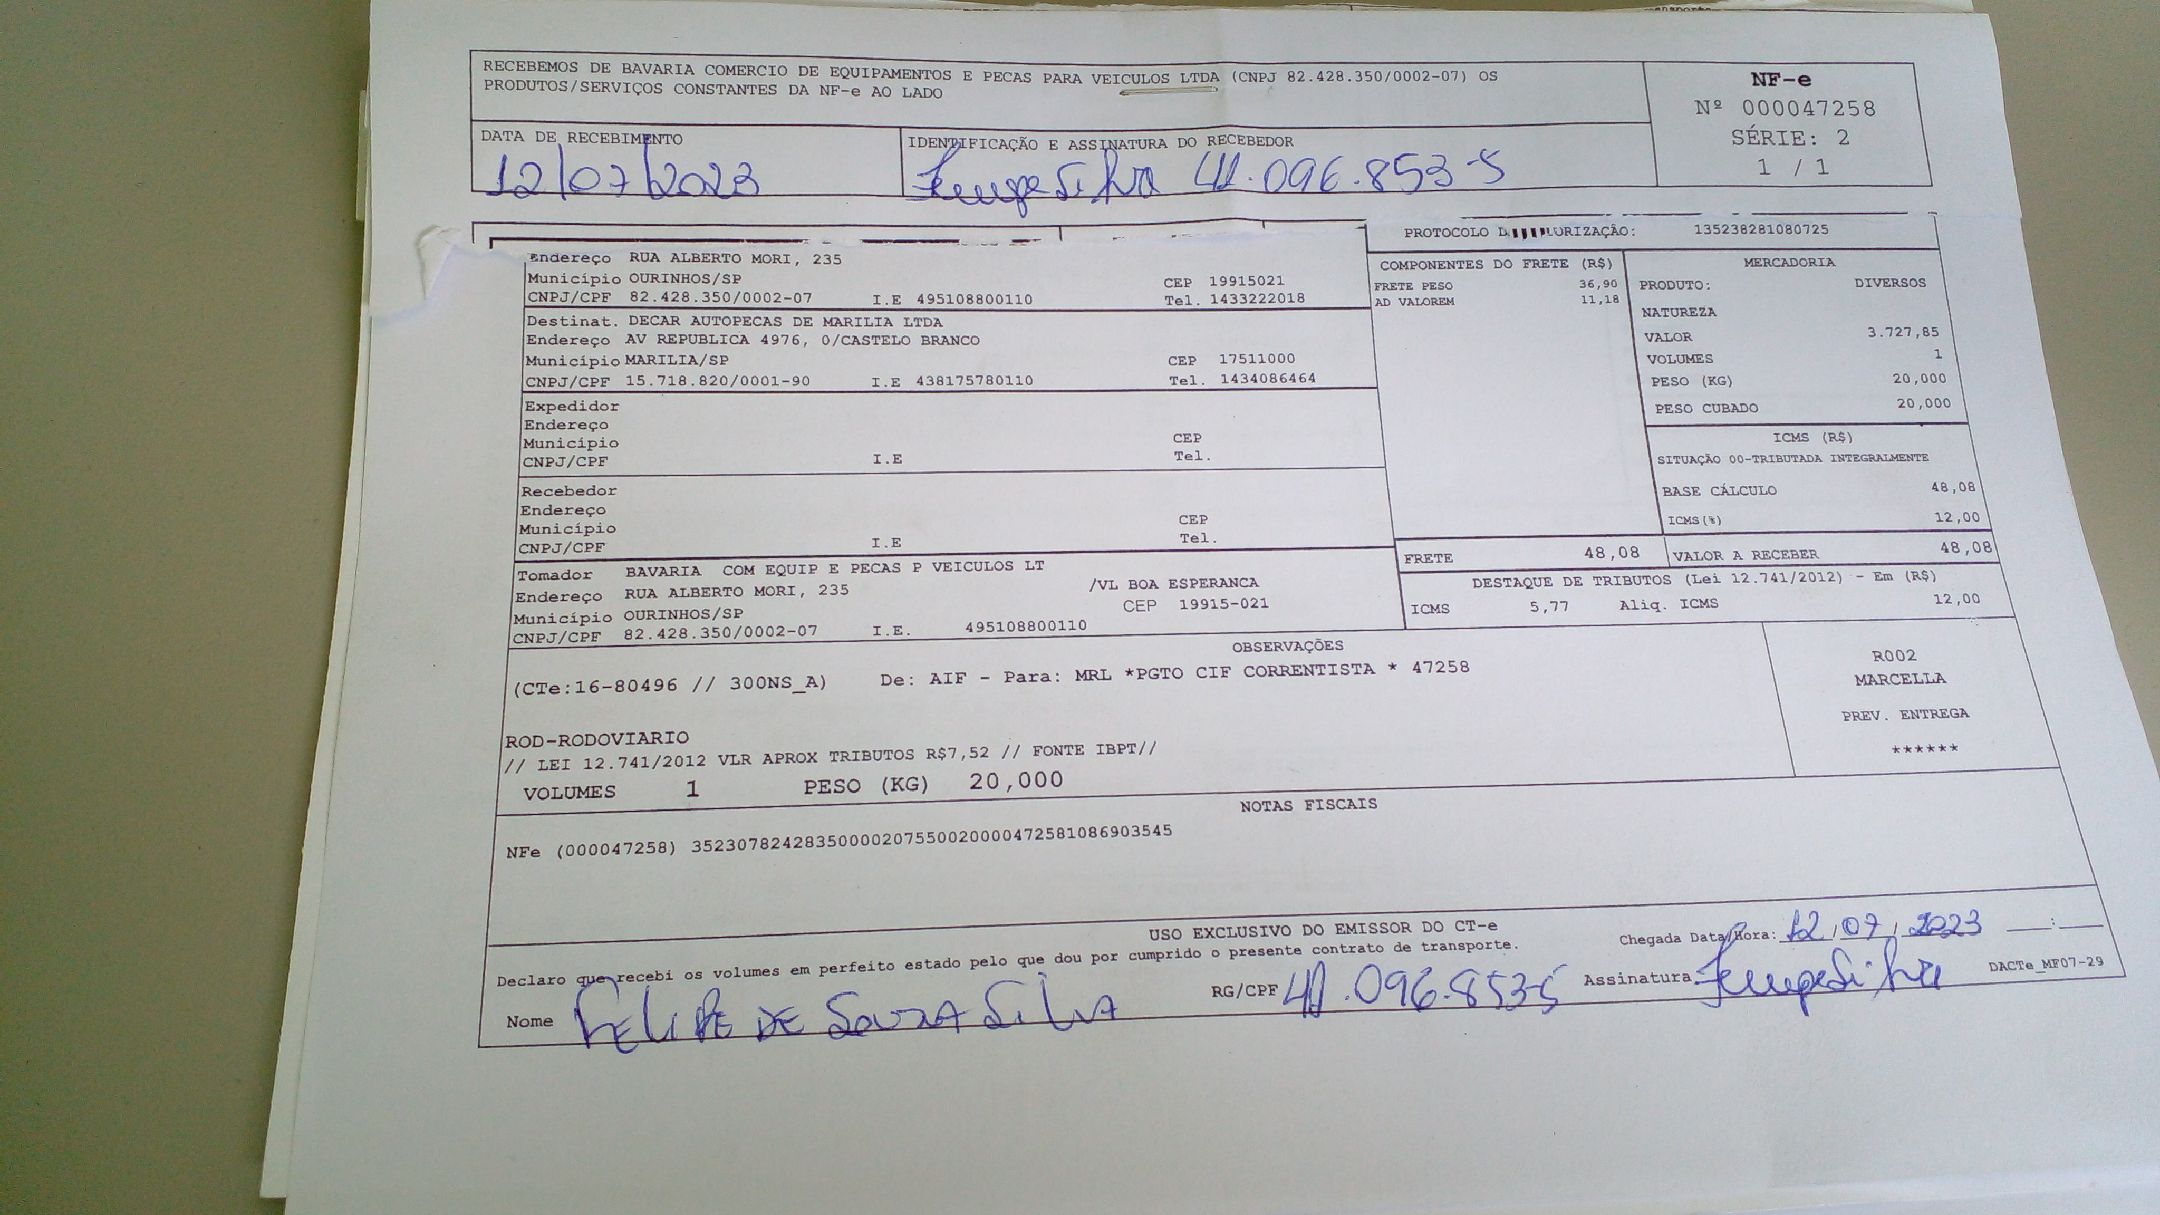 RECEBEMOS DE BAVARIA COMERCIO DE EQUIPAMENTOS E PECAS PARA VEICULOS LTDA (CNPJ 82.428.350/0002-07) OS
PRODUTOS/SERVIÇOS CONSTANTES DA NF-e AO LADO
NF-e
Nº 000047258
SÉRIE: 2
1 / 1
DATA DE RECEBIMENTO
12/07/2023
IDENTIFICAÇÃO E ASSINATURA DO RECEBEDOR
Felipe Silva 41.096.853-5
PROTOCOLO 135238281080725
Endereço RUA ALBERTO MORI, 235
Município OURINHOS/SP CEP 19915021
CNPJ/CPF 82.428.350/0002-07 I.E 495108800110 Tel. 1433222018
Destinat. DECAR AUTOPECAS DE MARILIA LTDA
Endereço AV REPUBLICA 4976, 0/CASTELO BRANCO
Município MARILIA/SP CEP 17511000
CNPJ/CPF 15.718.820/0001-90 I.E 438175780110 Tel. 1434086464
Expedidor
Endereço
Município CEP
CNPJ/CPF I.E Tel.
Recebedor
Endereço
Município CEP
CNPJ/CPF I.E Tel.
Tomador BAVARIA COM EQUIP E PECAS P VEICULOS LT
Endereço RUA ALBERTO MORI, 235 /VL BOA ESPERANCA
Município OURINHOS/SP CEP 19915-021
CNPJ/CPF 82.428.350/0002-07 I.E. 495108800110
COMPONENTES DO FRETE (R$)
FRETE PESO 36,90
AD VALOREM 11,18
MERCADORIA
PRODUTO: DIVERSOS
NATUREZA
VALOR 3.727,85
VOLUMES 1
PESO (KG) 20,000
PESO CUBADO 20,000
ICMS (R$)
SITUAÇÃO 00-TRIBUTADA INTEGRALMENTE
BASE CÁLCULO 48,08
ICMS(%) 12,00
FRETE 48,08 VALOR A RECEBER 48,08
DESTAQUE DE TRIBUTOS (Lei 12.741/2012) - Em (R$)
ICMS 5,77 Aliq. ICMS 12,00
OBSERVAÇÕES
(CTe:16-80496 // 300NS_A) De: AIF - Para: MRL *PGTO CIF CORRENTISTA * 47258
ROD-RODOVIARIO
// LEI 12.741/2012 VLR APROX TRIBUTOS R$7,52 // FONTE IBPT//
VOLUMES 1 PESO (KG) 20,000
R002
MARCELLA
PREV. ENTREGA
******
NOTAS FISCAIS
NFe (000047258) 35230782428350000207550020000472581086903545
USO EXCLUSIVO DO EMISSOR DO CT-e
Declaro que recebi os volumes em perfeito estado pelo que dou por cumprido o presente contrato de transporte.
Chegada Data/Hora: 12/07/2023 __:__
Nome FELIPE DE SOUZA SILVA RG/CPF 41.096.853-5 Assinatura Felipe Silva
DACTe_MF07-29